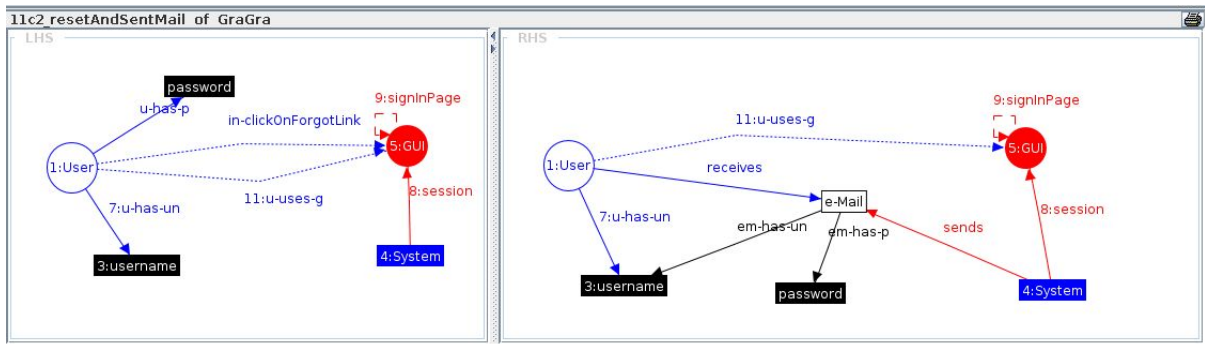 11c2_resetAndSentMail of GraGra
LHS
password
u-has-p
in-clickOnForgotLink
9:signInPage
5:GUI
1:User
11:u-uses-g
8:session
7:u-has-un
3:username
4:System
RHS
9:signInPage
11:u-uses-g
5:GUI
1:User
receives
e-Mail
8:session
7:u-has-un
em-has-un
em-has-p
sends
3:username
password
4:System